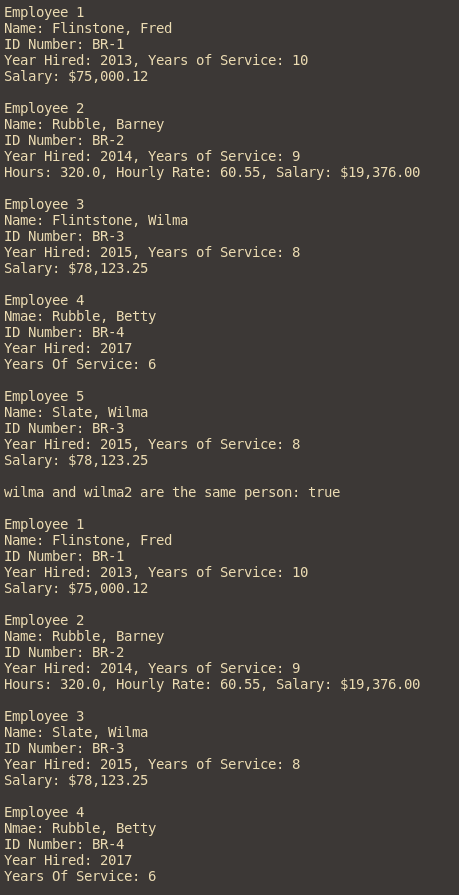 Employee 1
Name: Flinstone, Fred
ID Number: BR-1
Year Hired: 2013, Years of Service: 10
Salary: $75,000.12
Employee 2
Name: Rubble, Barney
ID Number: BR-2
Year Hired: 2014, Years of Service: 9
Hours: 320.0, Hourly Rate: 60.55, Salary: $19,376.00
Employee 3
Name: Flintstone, Wilma
ID Number: BR-3
Year Hired: 2015, Years of Service: 8
Salary: $78,123.25
Employee 4
Nmae: Rubble, Betty
ID Number: BR-4
Year Hired: 2017
Years Of Service: 6
Employee 5
Name: Slate, Wilma
ID Number: BR-3
Year Hired: 2015, Years of Service: 8
Salary: $78,123.25
wilma and wilma2 are the same person: true
Employee 1
Name: Flinstone, Fred
ID Number: BR-1
Year Hired: 2013, Years of Service: 10
Salary: $75,000.12
Employee 2
Name: Rubble, Barney
ID Number: BR-2
Year Hired: 2014, Years of Service: 9
Hours: 320.0, Hourly Rate: 60.55, Salary: $19,376.00
Employee 3
Name: Slate, Wilma
ID Number: BR-3
Year Hired: 2015, Years of Service: 8
Salary: $78,123.25
Employee 4
Nmae: Rubble, Betty
ID Number: BR-4
Year Hired: 2017
Years Of Service: 6